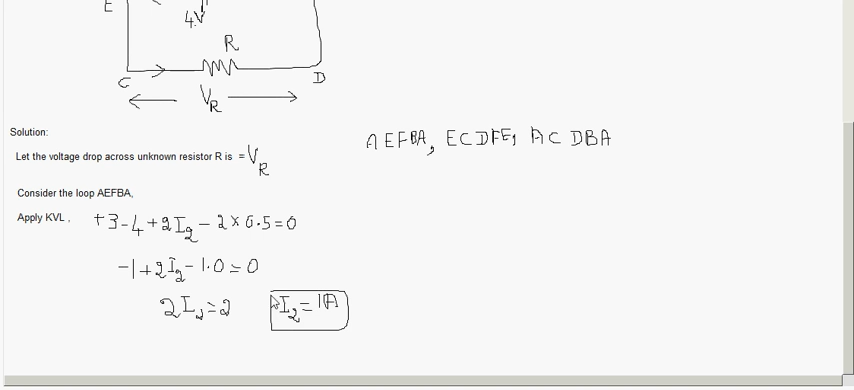 E
4V
R
C
D
V_R
AEFBA, ECDFE, ACDBA
Solution:
Let the voltage drop across unknown resistor R is = V_R
Consider the loop AEFBA,
Apply KVL , +3-4+2I_2-2×0.5=0
-1+2I_2-1.0=0
2I_2=2 I_2=1A